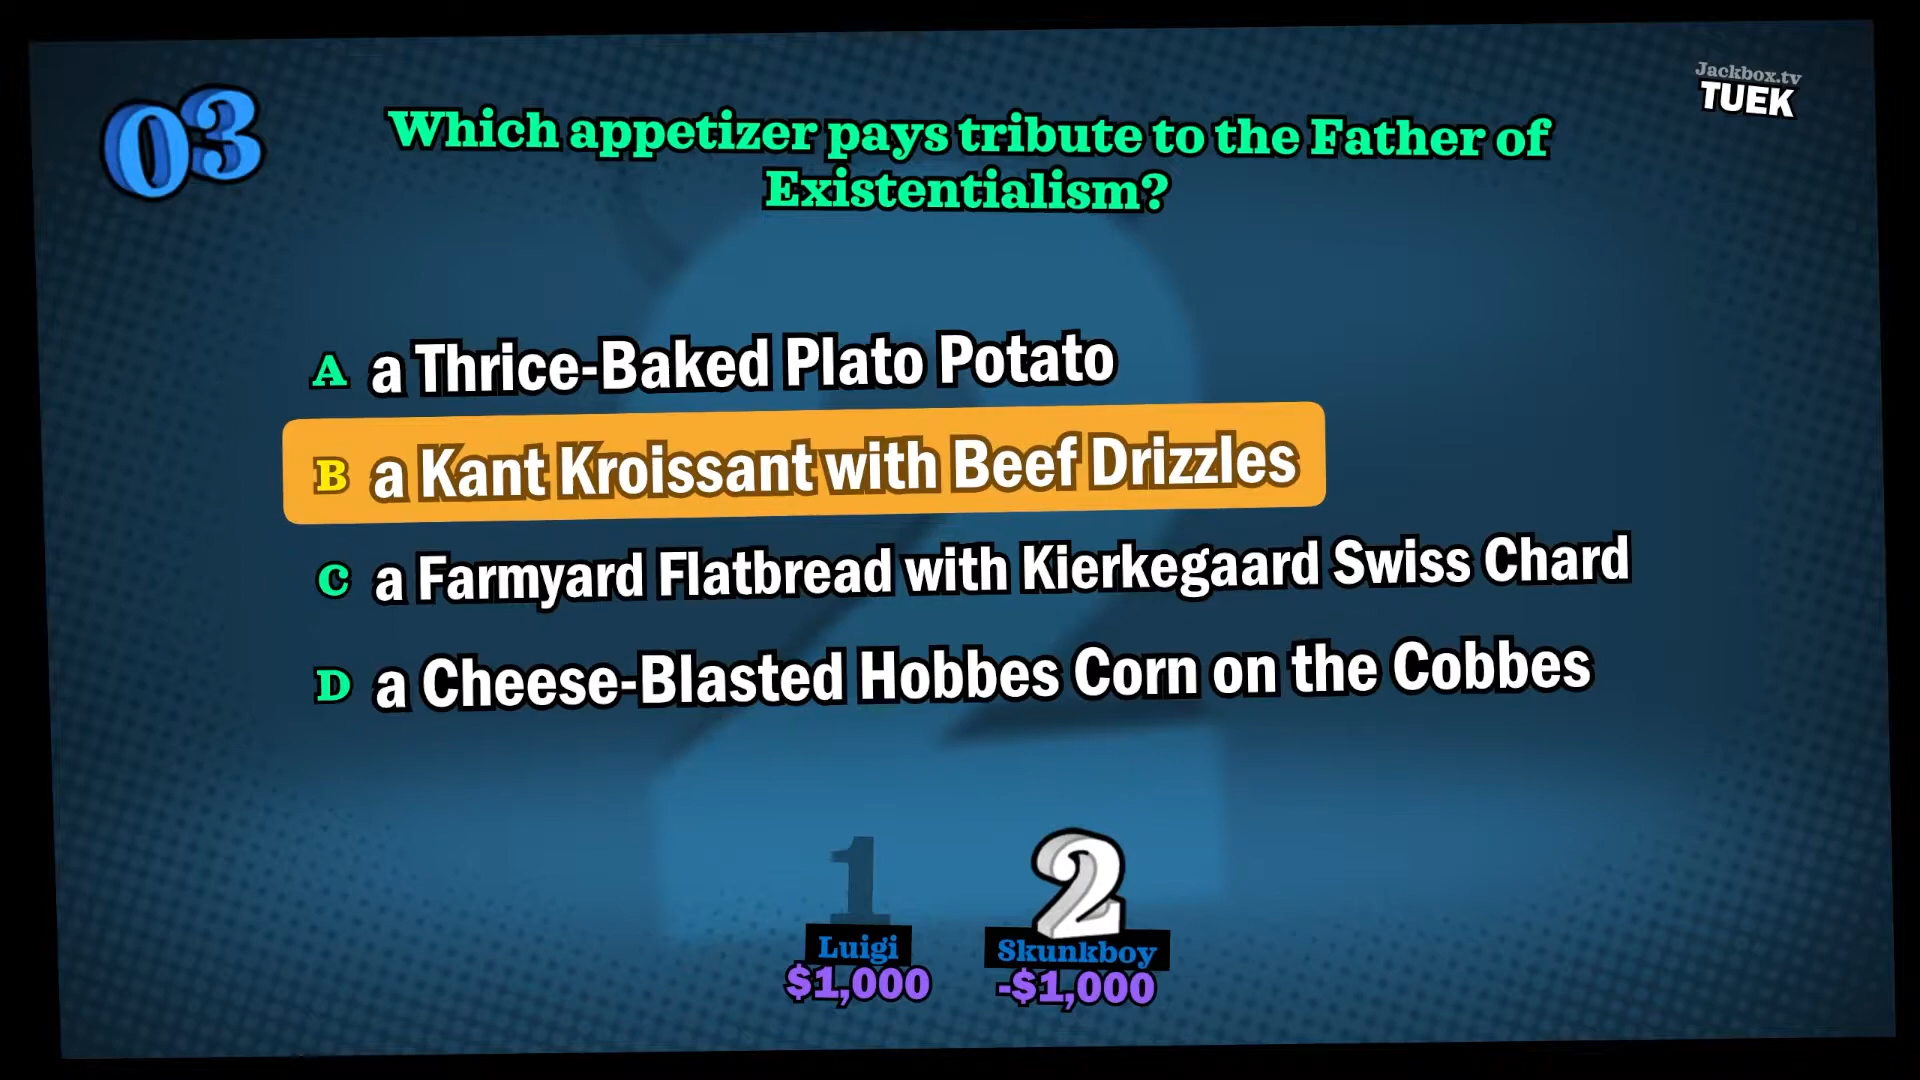 Jackbox.tv
TUEK
03
Which appetizer pays tribute to the Father of
Existentialism?
A a Thrice-Baked Plato Potato
B a Kant Kroissant with Beef Drizzles
C a Farmyard Flatbread with Kierkegaard Swiss Chard
D a Cheese-Blasted Hobbes Corn on the Cobbes
1 2
Luigi Skunkboy
$1,000 -$1,000